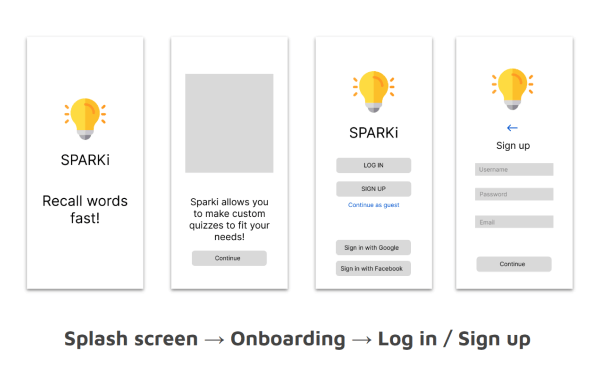 SPARKi
Recall words
fast!
Sparki allows you
to make custom
quizzes to fit your
needs!
Continue
SPARKi
LOG IN
SIGN UP
Continue as guest
Sign in with Google
Sign in with Facebook
←
Sign up
Username
Password
Email
Continue
Splash screen → Onboarding → Log in / Sign up